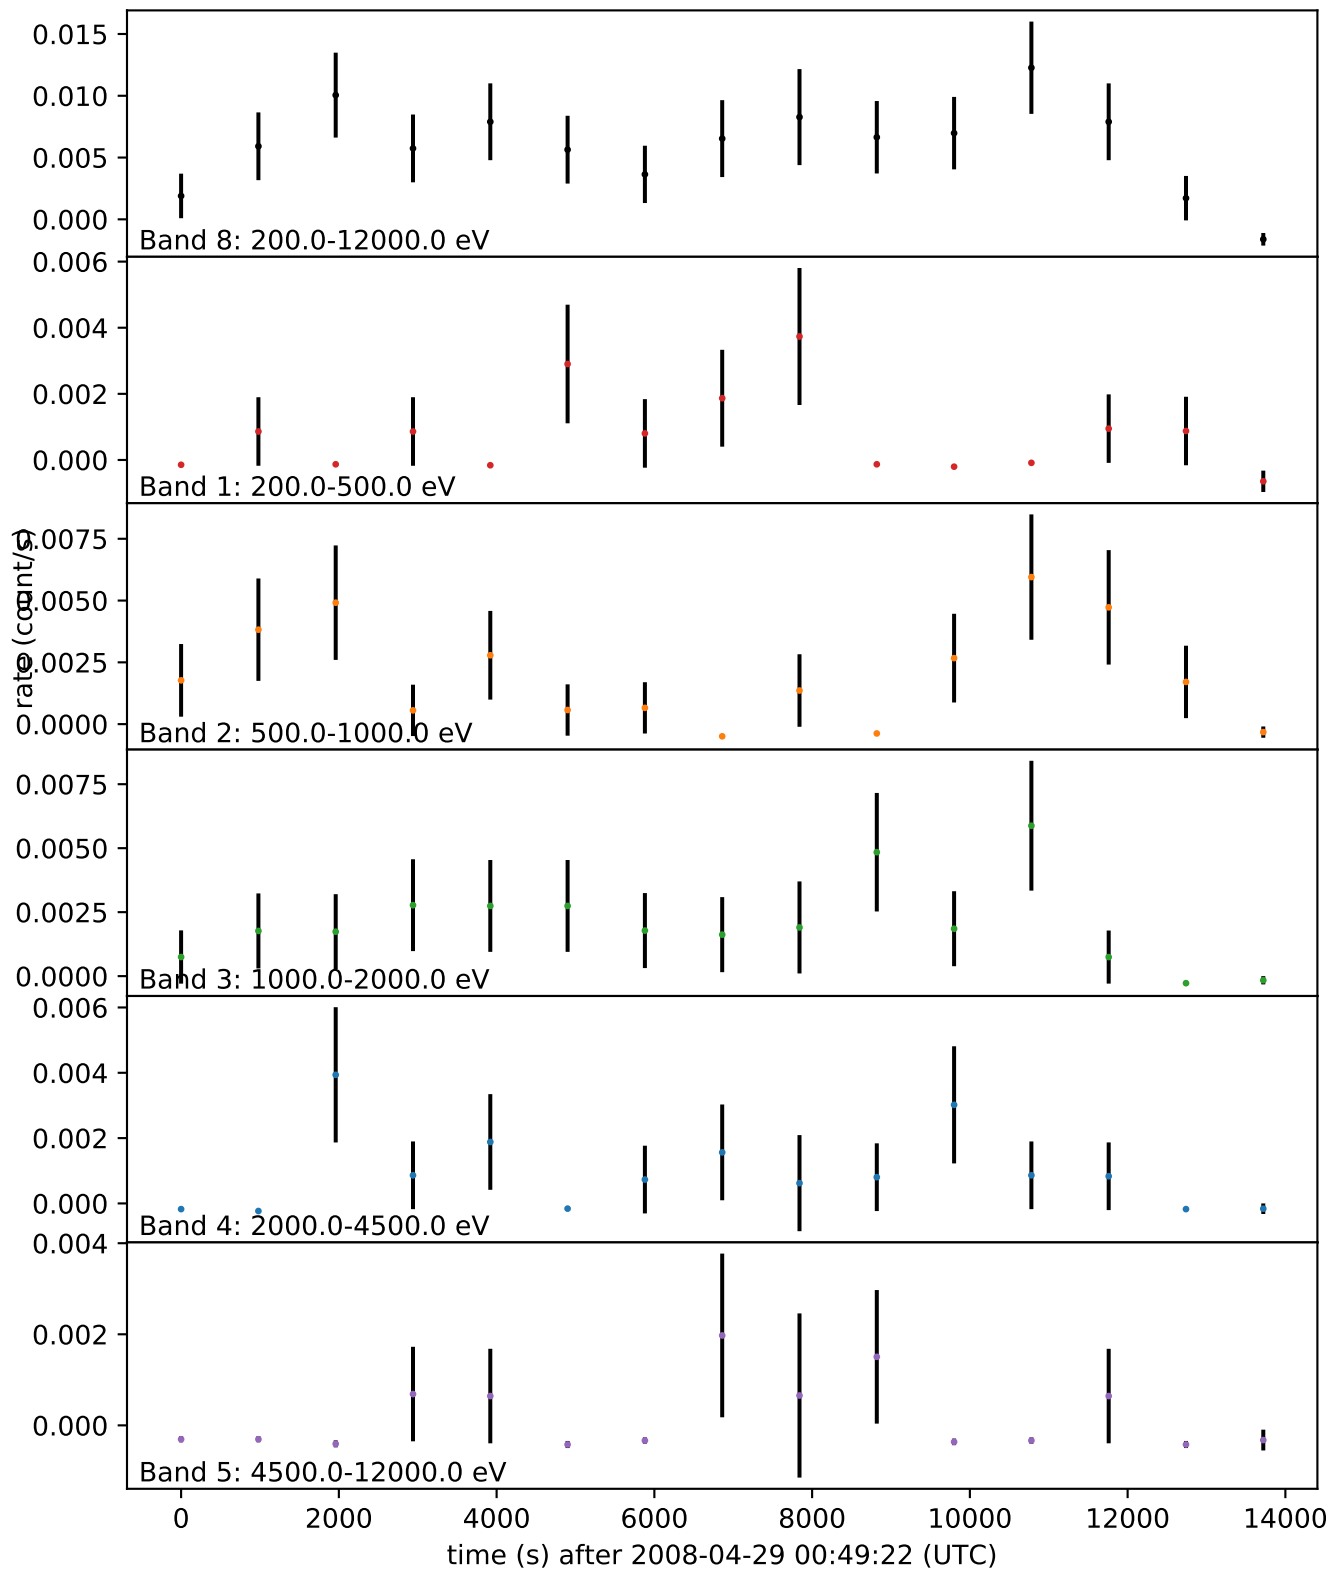 0.015
0.010
0.005
0.000
Band 8: 200.0-12000.0 eV
0.006
0.004
0.002
0.000
Band 1: 200.0-500.0 eV
rate (count/s)
0.0075
0.0050
0.0025
0.0000
Band 2: 500.0-1000.0 eV
0.0075
0.0050
0.0025
0.0000
Band 3: 1000.0-2000.0 eV
0.006
0.004
0.002
0.000
Band 4: 2000.0-4500.0 eV
0.004
0.002
0.000
Band 5: 4500.0-12000.0 eV
0 2000 4000 6000 8000 10000 12000 14000
time (s) after 2008-04-29 00:49:22 (UTC)